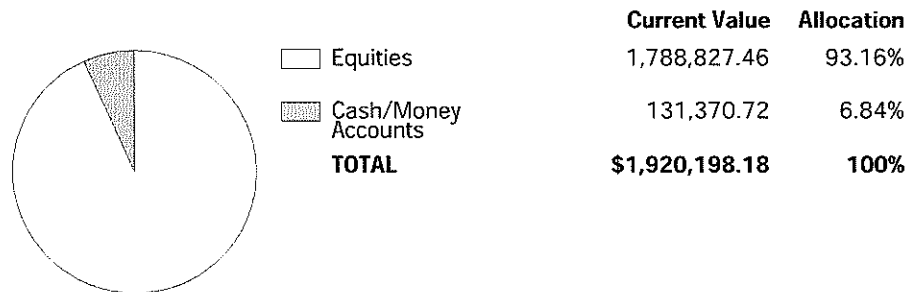 Current Value Allocation
Equities 1,788,827.46 93.16%
Cash/Money 131,370.72 6.84%
Accounts
TOTAL $1,920,198.18 100%